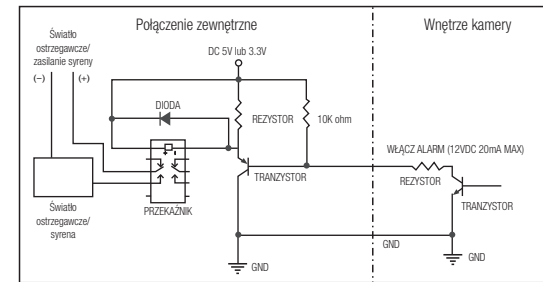 Połączenie zewnętrzne
Wnętrze kamery
Światło
ostrzegawcze/
zasilanie syreny
(−) (+)
DC 5V lub 3.3V
DIODA
REZYSTOR
10K ohm
WŁĄCZ ALARM (12VDC 20mA MAX)
TRANZYSTOR
REZYSTOR
TRANZYSTOR
PRZEKAŹNIK
Światło
ostrzegawcze/
syrena
GND
GND
GND